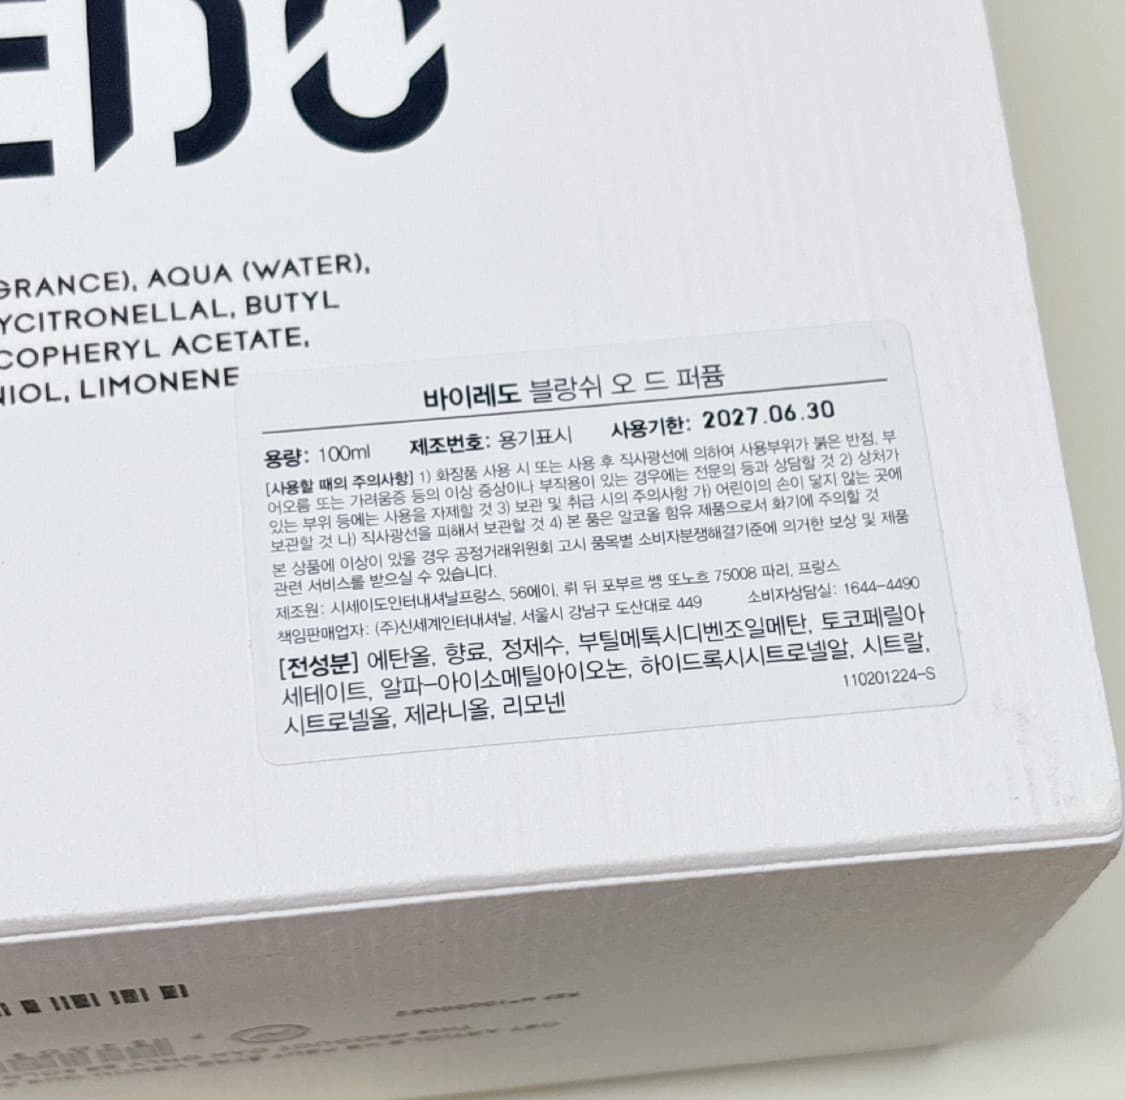 EDO
GRANCE), AQUA (WATER),
YCITRONELLAL, BUTYL
COPHERYL ACETATE,
NIOL, LIMONENE
바이레도 블랑쉬 오 드 퍼퓸
용량: 100ml 제조번호: 용기표시 사용기한: 2027.06.30
[사용할 때의 주의사항] 1) 화장품 사용 시 또는 사용 후 직사광선에 의하여 사용부위가 붉은 반점, 부
어오름 또는 가려움증 등의 이상 증상이나 부작용이 있는 경우에는 전문의 등과 상담할 것 2) 상처가
있는 부위 등에는 사용을 자제할 것 3) 보관 및 취급 시의 주의사항 가) 어린이의 손이 닿지 않는 곳에
보관할 것 나) 직사광선을 피해서 보관할 것 4) 본 품은 알코올 함유 제품으로서 화기에 주의할 것
본 상품에 이상이 있을 경우 공정거래위원회 고시 품목별 소비자분쟁해결기준에 의거한 보상 및 제품
관련 서비스를 받으실 수 있습니다.
제조원: 시세이도인터내셔날프랑스, 56에이, 뤼 뒤 포부르 쌩 또노흐 75008 파리, 프랑스
책임판매업자: (주)신세계인터내셔날, 서울시 강남구 도산대로 449 소비자상담실: 1644-4490
[전성분] 에탄올, 향료, 정제수, 부틸메톡시디벤조일메탄, 토코페릴아
세테이트, 알파-아이소메틸아이오논, 하이드록시시트로넬알, 시트랄,
시트로넬올, 제라니올, 리모넨 110201224-S